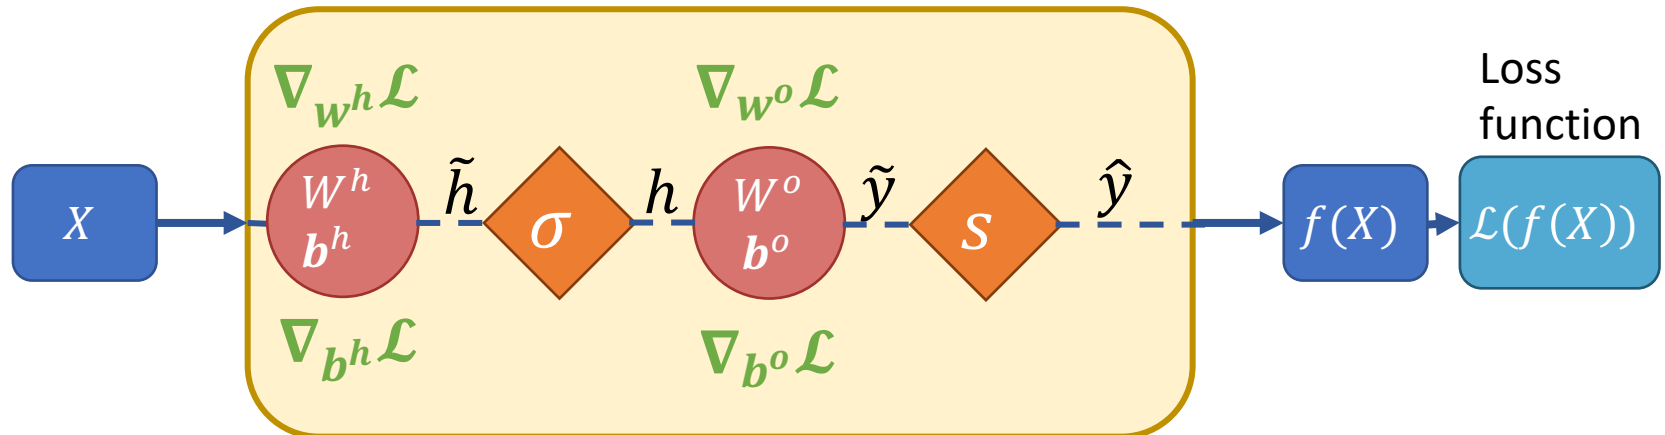 ∇_{w^h} ℒ
∇_{w^o} ℒ
Loss
function
X
W^h
b^h
h̃
σ
h
W^o
b^o
ỹ
s
ŷ
f(X)
ℒ(f(X))
∇_{b^h} ℒ
∇_{b^o} ℒ